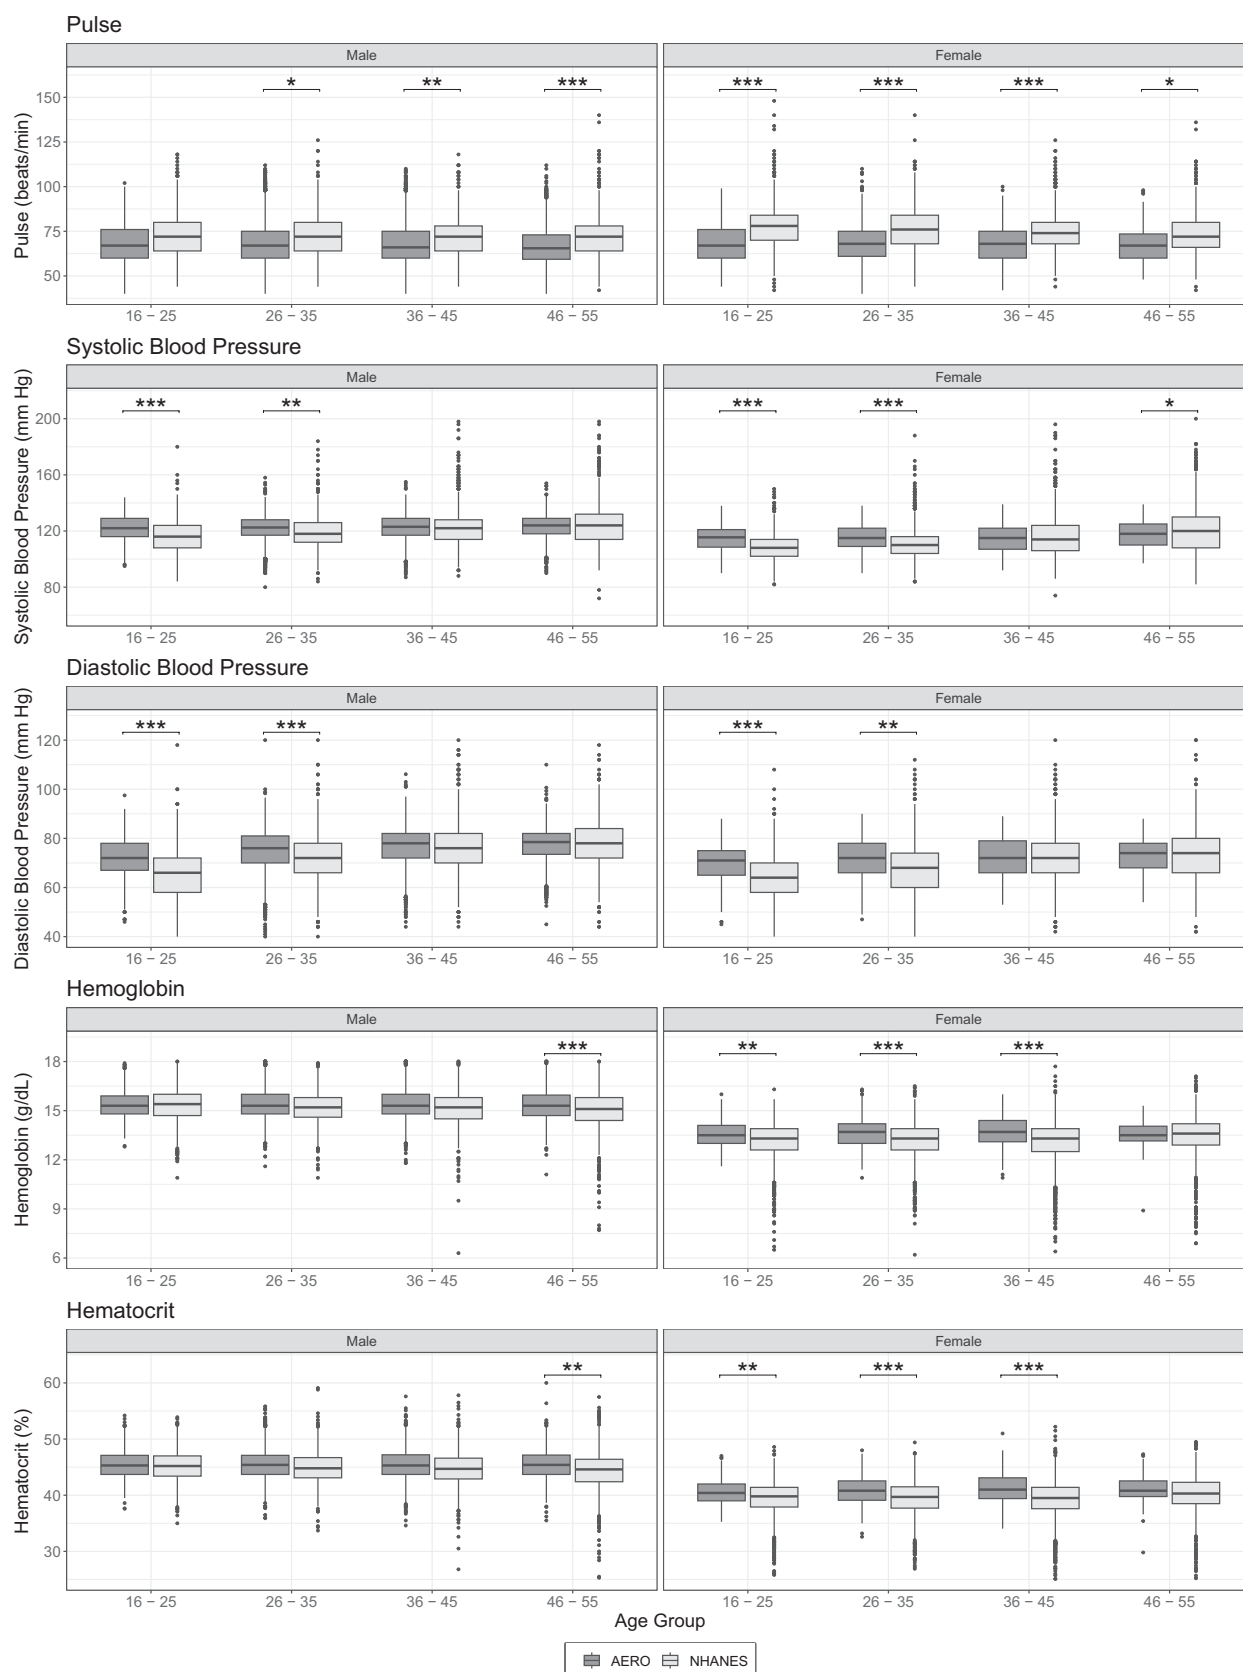 Pulse
Male Female
* ** *** *** *** *** *
Pulse (beats/min)
150
125
100
75
50
16 − 25 26 − 35 36 − 45 46 − 55 16 − 25 26 − 35 36 − 45 46 − 55
Systolic Blood Pressure
Male Female
*** ** *** *** *
Systolic Blood Pressure (mm Hg)
200
160
120
80
16 − 25 26 − 35 36 − 45 46 − 55 16 − 25 26 − 35 36 − 45 46 − 55
Diastolic Blood Pressure
Male Female
*** *** *** **
Diastolic Blood Pressure (mm Hg)
120
100
80
60
40
16 − 25 26 − 35 36 − 45 46 − 55 16 − 25 26 − 35 36 − 45 46 − 55
Hemoglobin
Male Female
*** ** *** ***
Hemoglobin (g/dL)
18
15
12
9
6
16 − 25 26 − 35 36 − 45 46 − 55 16 − 25 26 − 35 36 − 45 46 − 55
Hematocrit
Male Female
** ** *** ***
Hematocrit (%)
60
50
40
30
16 − 25 26 − 35 36 − 45 46 − 55 16 − 25 26 − 35 36 − 45 46 − 55
Age Group
AERO NHANES